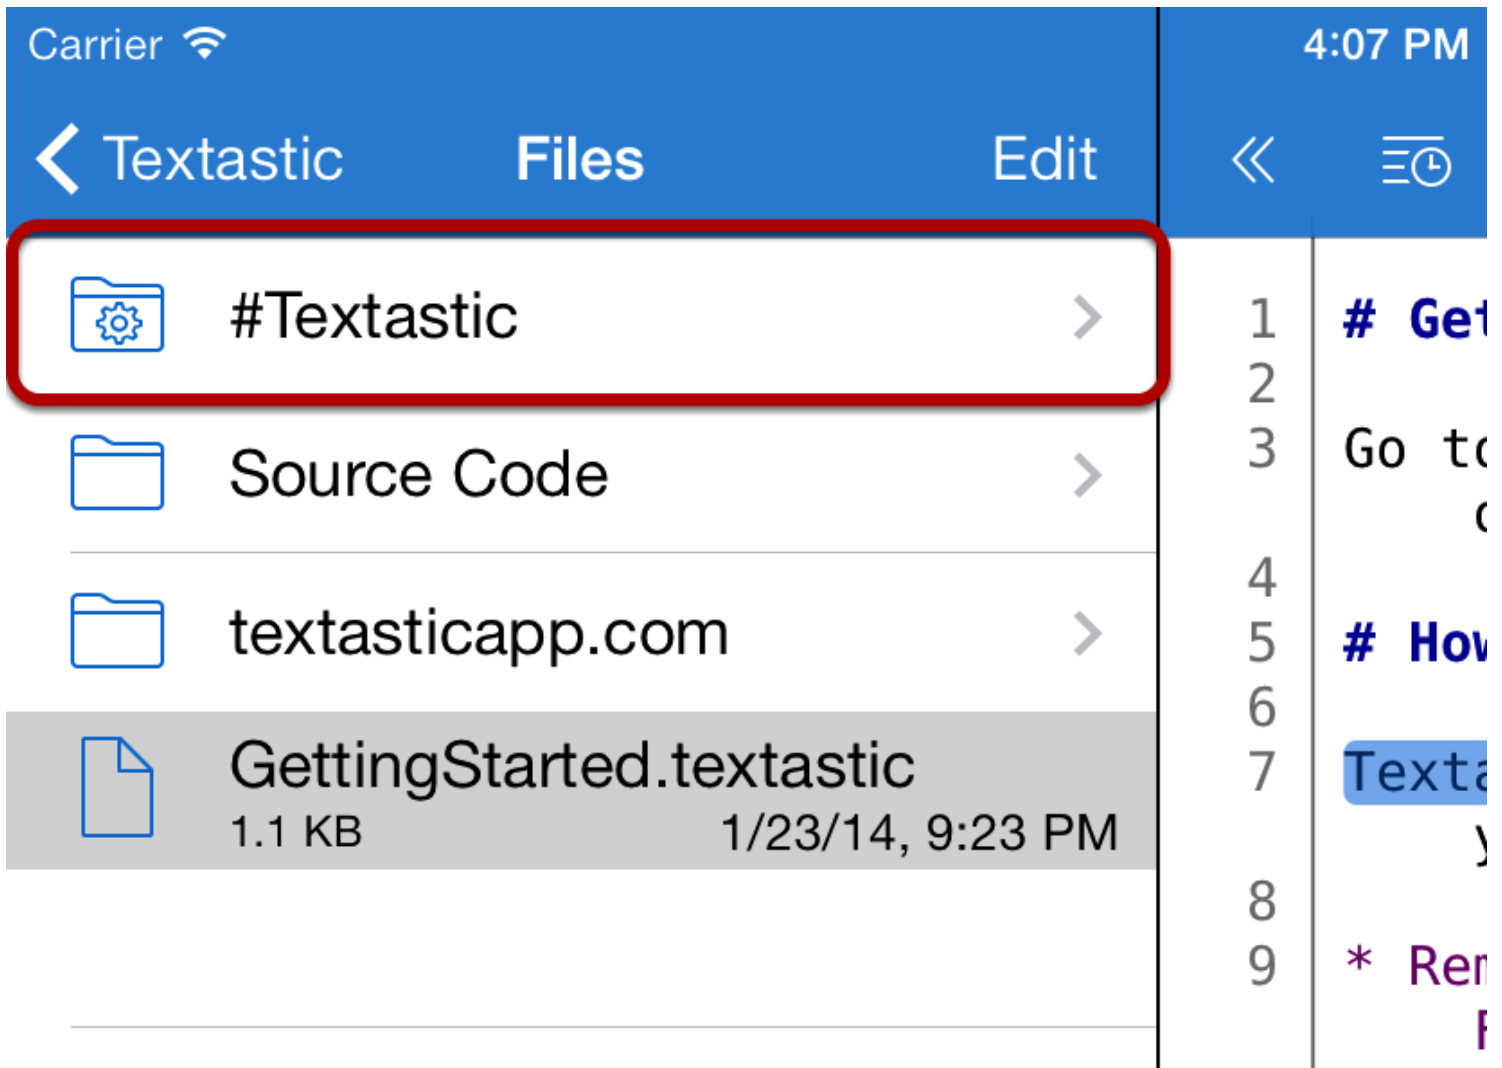 Carrier
4:07 PM
Textastic
Files
Edit
#Textastic
Source Code
textasticapp.com
GettingStarted.textastic
1.1 KB
1/23/14, 9:23 PM
1 #
2
3 Go
4
5 #
6
7
8
9 *